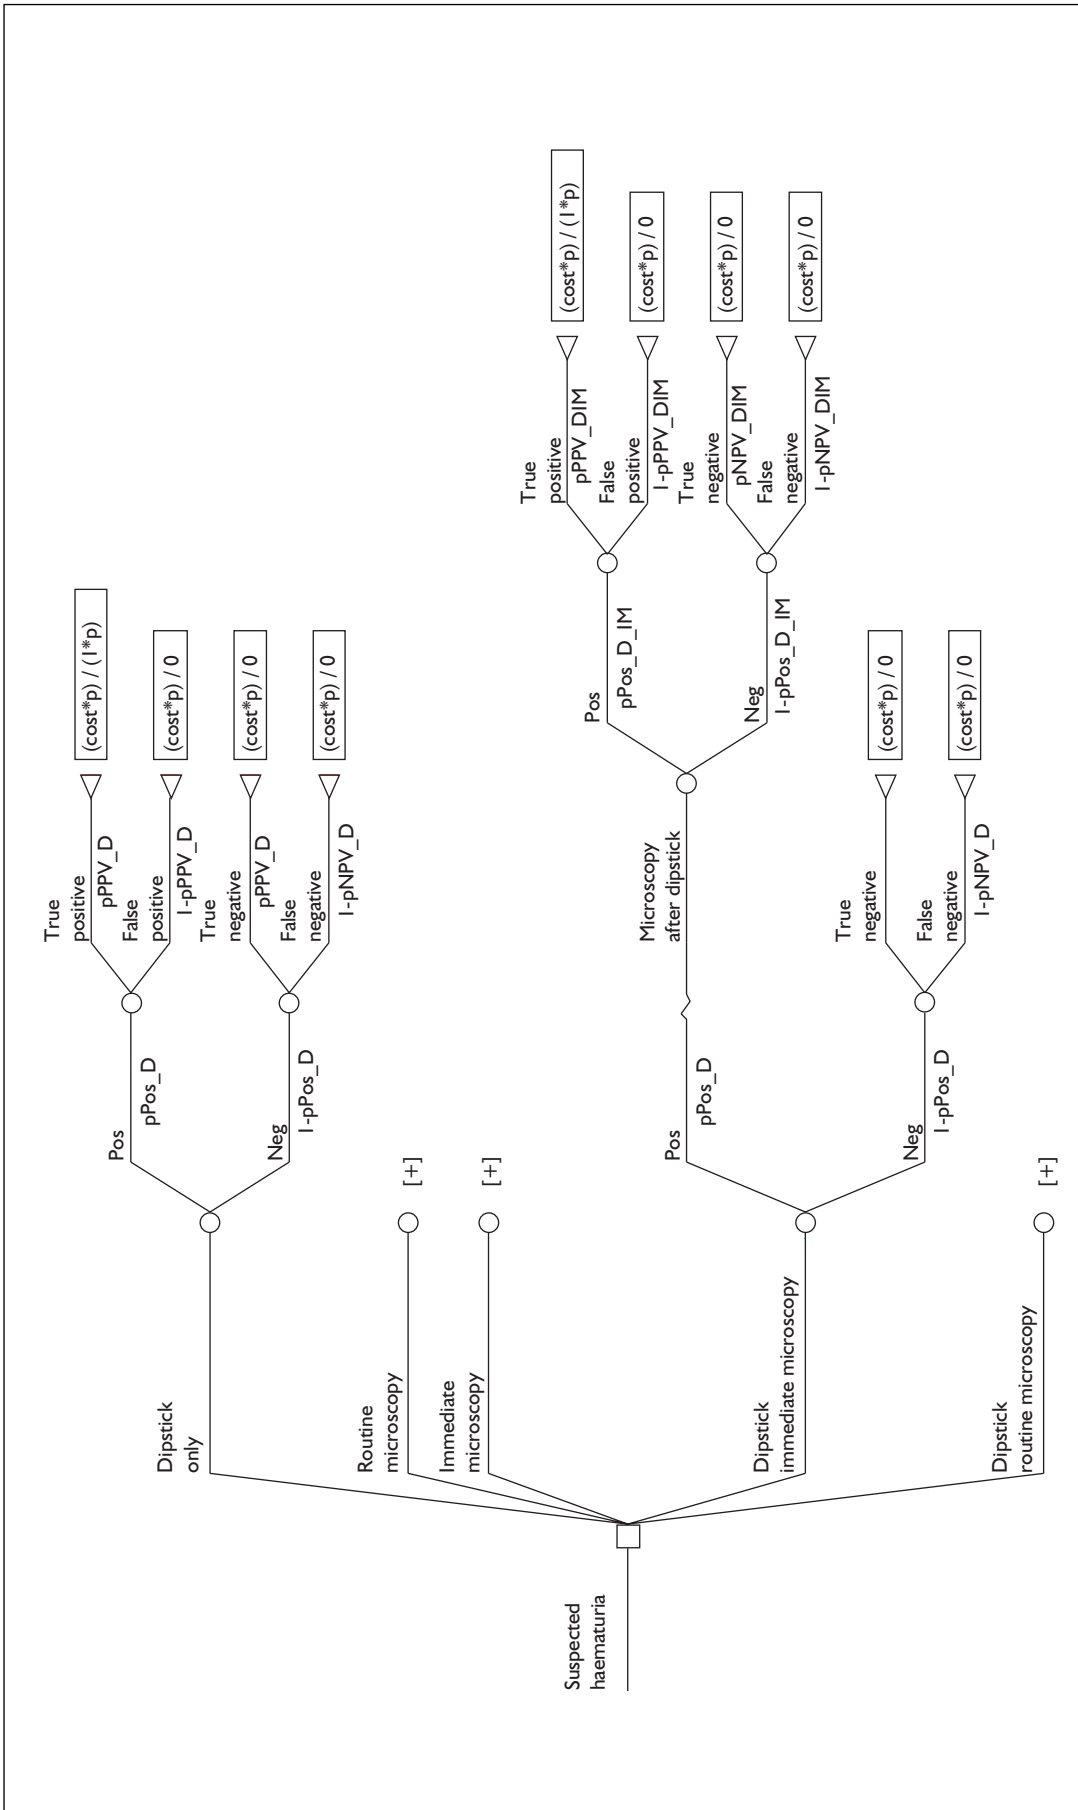 Suspected
haematuria
Dipstick
only
Pos
pPos_D
True
positive
pPPV_D
(cost*p) / (1*p)
False
positive
1-pPPV_D
(cost*p) / 0
Neg
1-pPos_D
True
negative
pPPV_D
(cost*p) / 0
False
negative
1-pNPV_D
(cost*p) / 0
Routine
microscopy
[+]
Immediate
microscopy
[+]
Dipstick
immediate microscopy
Pos
pPos_D
Microscopy
after dipstick
Pos
pPos_D_IM
True
positive
pPPV_DIM
(cost*p) / (1*p)
False
positive
1-pPPV_DIM
(cost*p) / 0
Neg
1-pPos_D_IM
True
negative
pNPV_DIM
(cost*p) / 0
False
negative
1-pNPV_DIM
(cost*p) / 0
Neg
1-pPos_D
True
negative
(cost*p) / 0
False
negative
1-pNPV_D
(cost*p) / 0
Dipstick
routine microscopy
[+]